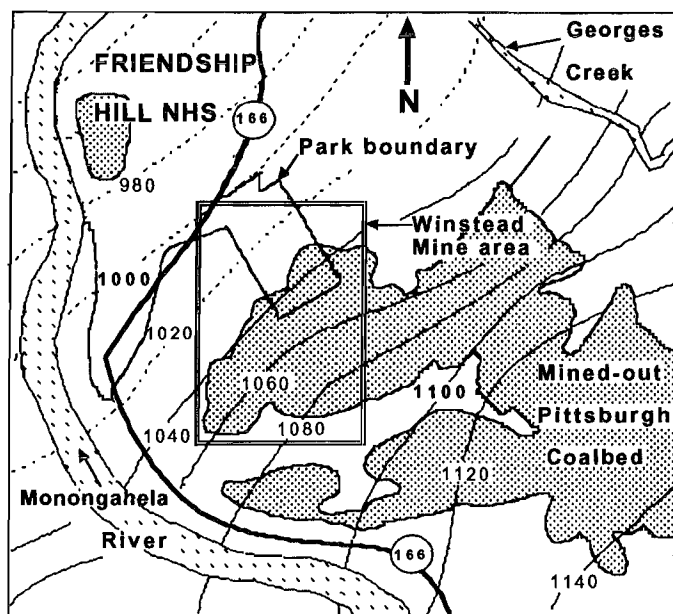 Georges
Creek
FRIENDSHIP
HILL NHS
166
N
Park boundary
980
Winstead
Mine area
1000
1020
1060
1100
Mined-out
Pittsburgh
Coalbed
1040
1080
1120
Monongahela
River
166
1140